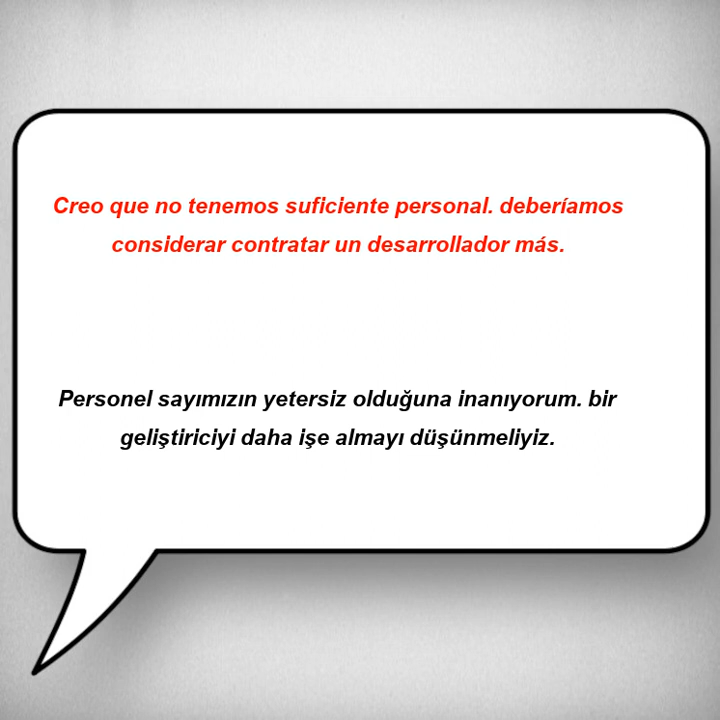 Creo que no tenemos suficiente personal. deberíamos
considerar contratar un desarrollador más.
Personel sayımızın yetersiz olduğuna inanıyorum. bir
geliştiriciyi daha işe almayı düşünmeliyiz.